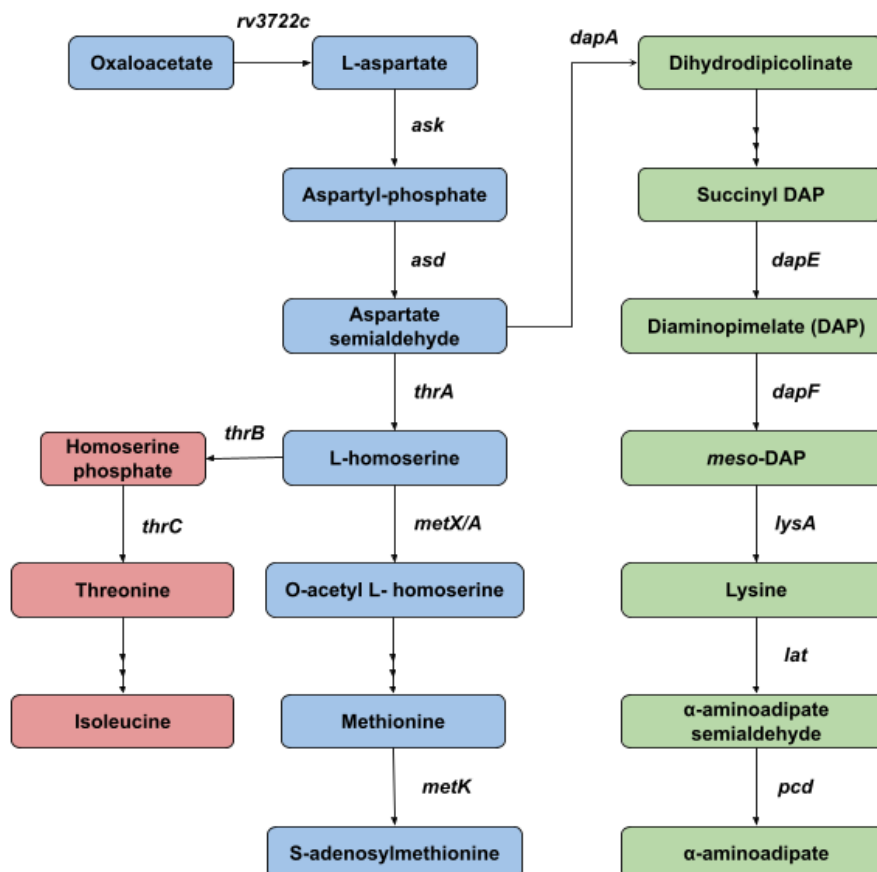 rv3722c
dapA
Oxaloacetate
L-aspartate
Dihydrodipicolinate
ask
Aspartyl-phosphate
Succinyl DAP
asd
dapE
Aspartate
semialdehyde
Diaminopimelate (DAP)
thrA
dapF
thrB
Homoserine
phosphate
L-homoserine
meso-DAP
thrC
metX/A
lysA
Threonine
O-acetyl L- homoserine
Lysine
lat
Isoleucine
Methionine
α-aminoadipate
semialdehyde
metK
pcd
S-adenosylmethionine
α-aminoadipate